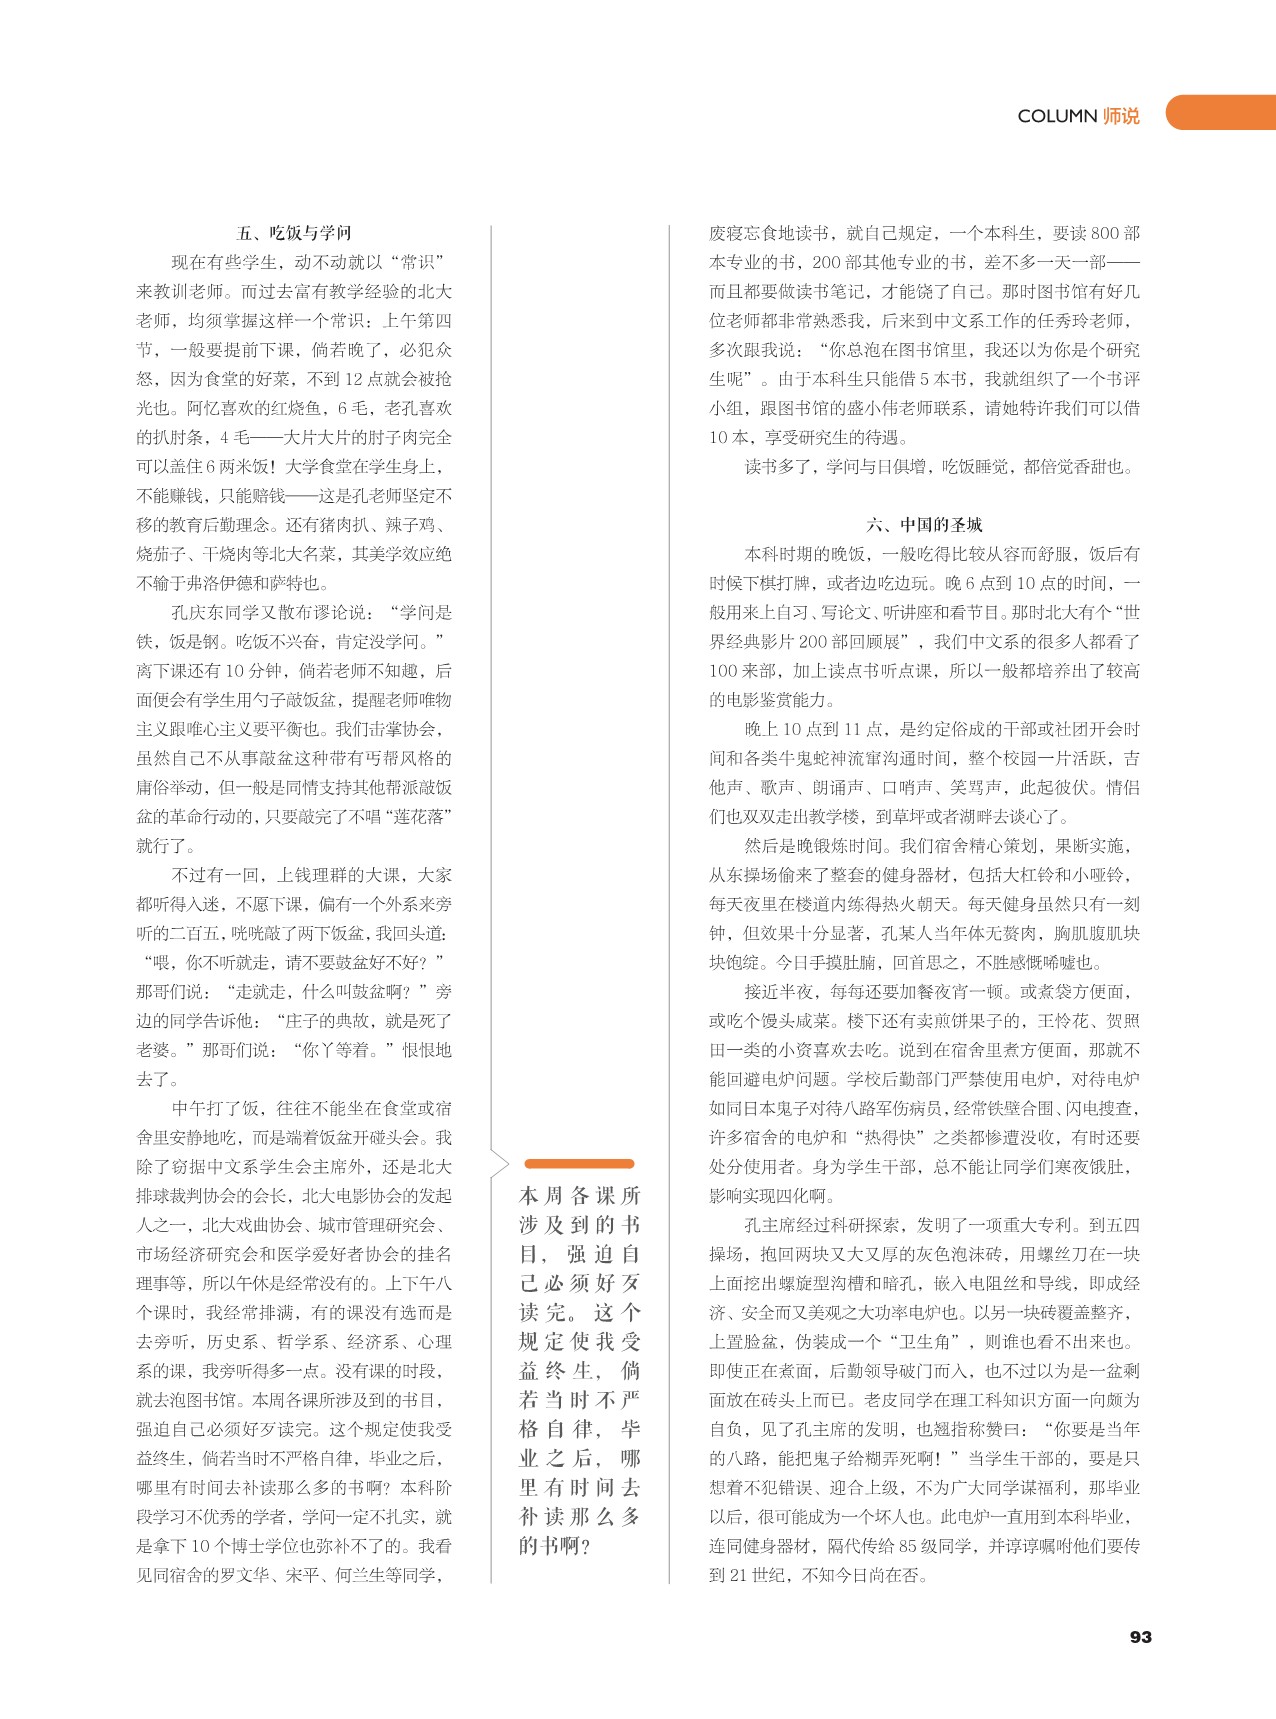 COLUMN 师说
五、吃饭与学问
现在有些学生，动不动就以“常识”
来教训老师。而过去富有教学经验的北大
老师，均须掌握这样一个常识：上午第四
节，一般要提前下课，倘若晚了，必犯众
怒，因为食堂的好菜，不到 12 点就会被抢
光也。阿忆喜欢的红烧鱼，6 毛，老孔喜欢
的扒肘条，4 毛——大片大片的肘子肉完全
可以盖住 6 两米饭！大学食堂在学生身上，
不能赚钱，只能赔钱——这是孔老师坚定不
移的教育后勤理念。还有猪肉扒、辣子鸡、
烧茄子、干烧肉等北大名菜，其美学效应绝
不输于弗洛伊德和萨特也。
孔庆东同学又散布谬论说：“学问是
铁，饭是钢。吃饭不兴奋，肯定没学问。”
离下课还有 10 分钟，倘若老师不知趣，后
面便会有学生用勺子敲饭盆，提醒老师唯物
主义跟唯心主义要平衡也。我们击掌协会，
虽然自己不从事敲盆这种带有丐帮风格的
庸俗举动，但一般是同情支持其他帮派敲饭
盆的革命行动的，只要敲完了不唱“莲花落”
就行了。
不过有一回，上钱理群的大课，大家
都听得入迷，不愿下课，偏有一个外系来旁
听的二百五，咣咣敲了两下饭盆，我回头道：
“喂，你不听就走，请不要鼓盆好不好？”
那哥们说：“走就走，什么叫鼓盆啊？”旁
边的同学告诉他：“庄子的典故，就是死了
老婆。”那哥们说：“你丫等着。”恨恨地
去了。
中午打了饭，往往不能坐在食堂或宿
舍里安静地吃，而是端着饭盆开碰头会。我
除了窃据中文系学生会主席外，还是北大
排球裁判协会的会长，北大电影协会的发起
人之一，北大戏曲协会、城市管理研究会、
市场经济研究会和医学爱好者协会的挂名
理事等，所以午休是经常没有的。上下午八
个课时，我经常排满，有的课没有选而是
去旁听，历史系、哲学系、经济系、心理
系的课，我旁听得多一点。没有课的时段，
就去泡图书馆。本周各课所涉及到的书目，
强迫自己必须好歹读完。这个规定使我受
益终生，倘若当时不严格自律，毕业之后，
哪里有时间去补读那么多的书啊？本科阶
段学习不优秀的学者，学问一定不扎实，就
是拿下 10 个博士学位也弥补不了的。我看
见同宿舍的罗文华、宋平、何兰生等同学，
本周各课所
涉及到的书
目，强迫自
己必须好歹
读完。这个
规定使我受
益终生，倘
若当时不严
格自律，毕
业之后，哪
里有时间去
补读那么多
的书啊？
废寝忘食地读书，就自己规定，一个本科生，要读 800 部
本专业的书，200 部其他专业的书，差不多一天一部——
而且都要做读书笔记，才能饶了自己。那时图书馆有好几
位老师都非常熟悉我，后来到中文系工作的任秀玲老师，
多次跟我说：“你总泡在图书馆里，我还以为你是个研究
生呢”。由于本科生只能借 5 本书，我就组织了一个书评
小组，跟图书馆的盛小伟老师联系，请她特许我们可以借
10 本，享受研究生的待遇。
读书多了，学问与日俱增，吃饭睡觉，都倍觉香甜也。
六、中国的圣城
本科时期的晚饭，一般吃得比较从容而舒服，饭后有
时候下棋打牌，或者边吃边玩。晚 6 点到 10 点的时间，一
般用来上自习、写论文、听讲座和看节目。那时北大有个“世
界经典影片 200 部回顾展”，我们中文系的很多人都看了
100 来部，加上读点书听点课，所以一般都培养出了较高
的电影鉴赏能力。
晚上 10 点到 11 点，是约定俗成的干部或社团开会时
间和各类牛鬼蛇神流窜沟通时间，整个校园一片活跃，吉
他声、歌声、朗诵声、口哨声、笑骂声，此起彼伏。情侣
们也双双走出教学楼，到草坪或者湖畔去谈心了。
然后是晚锻炼时间。我们宿舍精心策划，果断实施，
从东操场偷来了整套的健身器材，包括大杠铃和小哑铃，
每天夜里在楼道内练得热火朝天。每天健身虽然只有一刻
钟，但效果十分显著，孔某人当年体无赘肉，胸肌腹肌块
块饱绽。今日手摸肚腩，回首思之，不胜感慨唏嘘也。
接近半夜，每每还要加餐夜宵一顿。或煮袋方便面，
或吃个馒头咸菜。楼下还有卖煎饼果子的，王怜花、贺照
田一类的小资喜欢去吃。说到在宿舍里煮方便面，那就不
能回避电炉问题。学校后勤部门严禁使用电炉，对待电炉
如同日本鬼子对待八路军伤病员，经常铁壁合围、闪电搜查，
许多宿舍的电炉和“热得快”之类都惨遭没收，有时还要
处分使用者。身为学生干部，总不能让同学们寒夜饿肚，
影响实现四化啊。
孔主席经过科研探索，发明了一项重大专利。到五四
操场，抱回两块又大又厚的灰色泡沫砖，用螺丝刀在一块
上面挖出螺旋型沟槽和暗孔，嵌入电阻丝和导线，即成经
济、安全而又美观之大功率电炉也。以另一块砖覆盖整齐，
上置脸盆，伪装成一个“卫生角”，则谁也看不出来也。
即使正在煮面，后勤领导破门而入，也不过以为是一盆剩
面放在砖头上而已。老皮同学在理工科知识方面一向颇为
自负，见了孔主席的发明，也翘指称赞曰：“你要是当年
的八路，能把鬼子给糊弄死啊！”当学生干部的，要是只
想着不犯错误、迎合上级，不为广大同学谋福利，那毕业
以后，很可能成为一个坏人也。此电炉一直用到本科毕业，
连同健身器材，隔代传给 85 级同学，并谆谆嘱咐他们要传
到 21 世纪，不知今日尚在否。
93